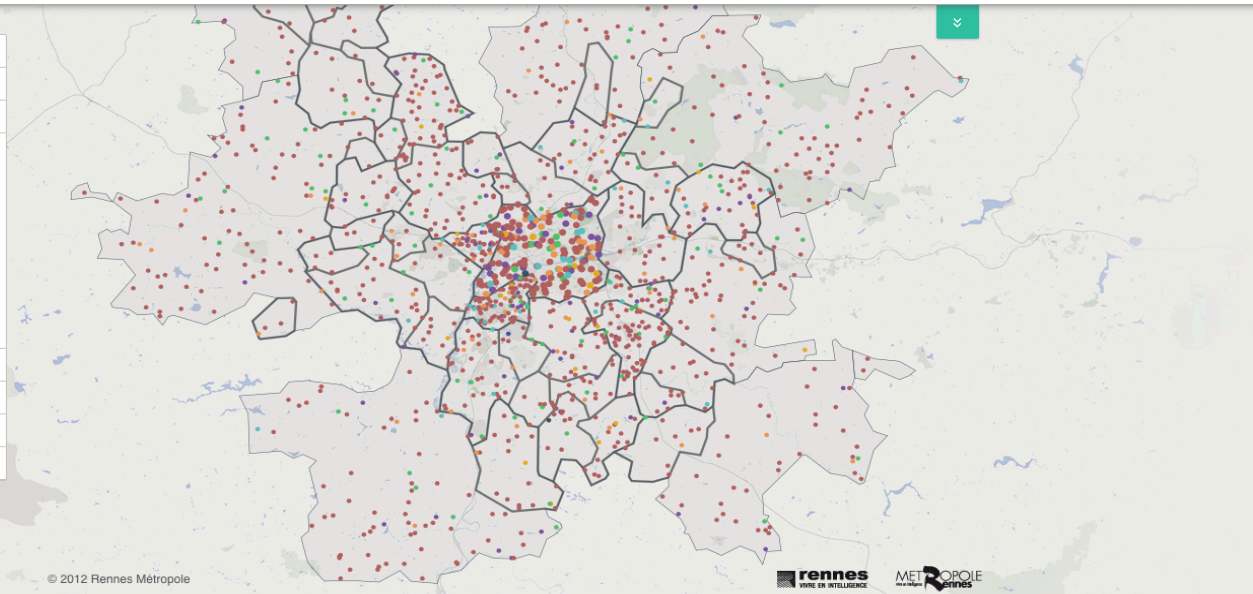 © 2012 Rennes Métropole
rennes
VIVRE EN INTELLIGENCE
METROPOLE
Rennes